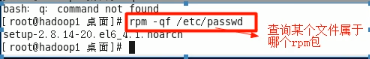 bash: q: command not found
[root@hadoop1 桌面]# rpm -qf /etc/passwd
setup-2.8.14-20.el6_4.1.noarch
[root@hadoop1 桌面]#
查询某个文件属于
哪个rpm包